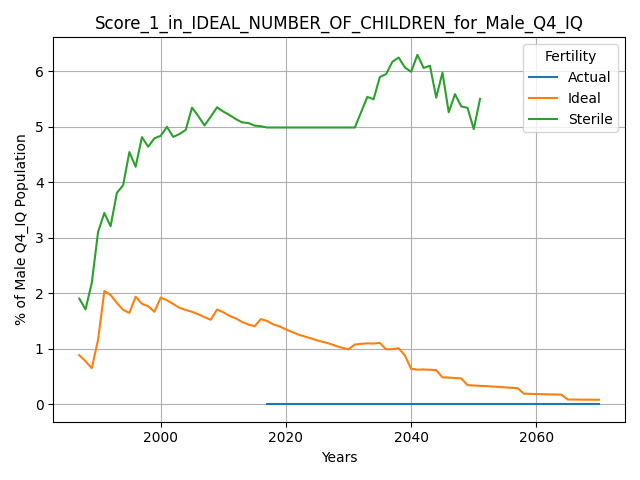 Score_1_in_IDEAL_NUMBER_OF_CHILDREN_for_Male_Q4_IQ
Fertility
Actual
Ideal
Sterile
% of Male Q4_IQ Population
6
5
4
3
2
1
0
2000
2020
2040
2060
Years